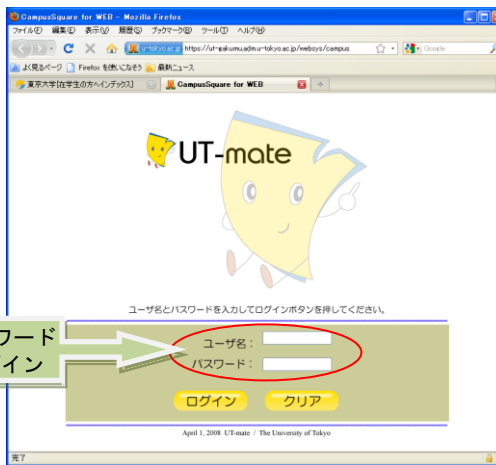 CampusSquare for WEB - Mozilla Firefox
ファイル(F) 編集(E) 表示(V) 履歴(S) ブックマーク(B) ツール(T) ヘルプ(H)
u-tokyo.ac.jp https://ut-gakumu.adm.u-tokyo.ac.jp/websys/campus Google
よく見るページ Firefox を使いこなそう 最新ニュース
東京大学[在学生の方へインデックス] CampusSquare for WEB
UT-mate
ユーザ名とパスワードを入力してログインボタンを押してください。
ワード
イン
ユーザ名：
パスワード：
ログイン クリア
April 1, 2008 UT-mate / The University of Tokyo
完了